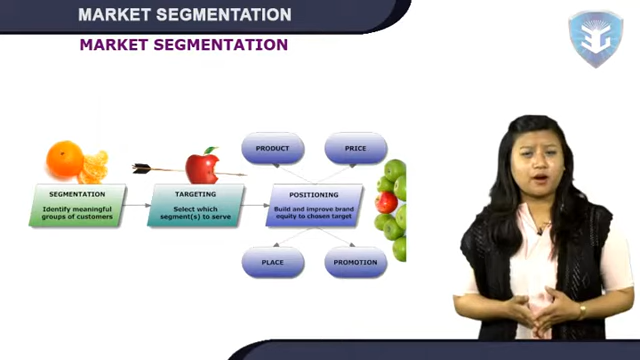 MARKET SEGMENTATION
MARKET SEGMENTATION
PRODUCT
PRICE
SEGMENTATION
Identify meaningful
groups of customers
TARGETING
Select which
segment(s) to serve
POSITIONING
Build and improve brand
equity to chosen target
PLACE
PROMOTION